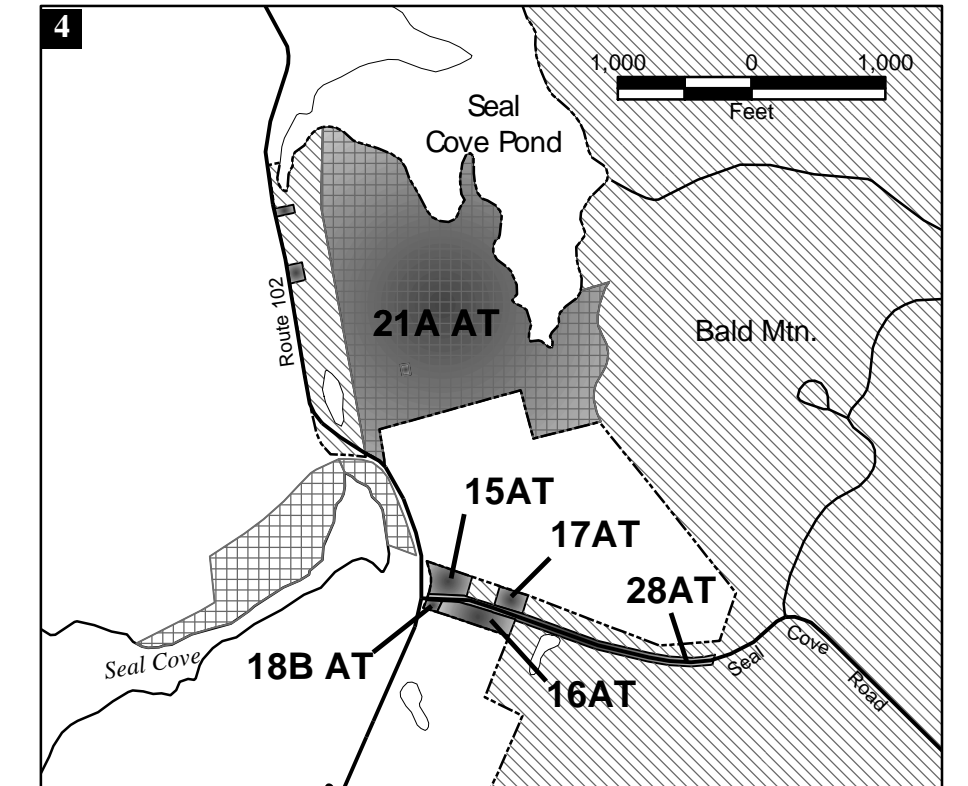 4
1,000 0 1,000
Feet
Seal
Cove Pond
Route 102
21A AT
Bald Mtn.
15AT
17AT
28AT
Seal Cove
18B AT
16AT
Seal Cove Road